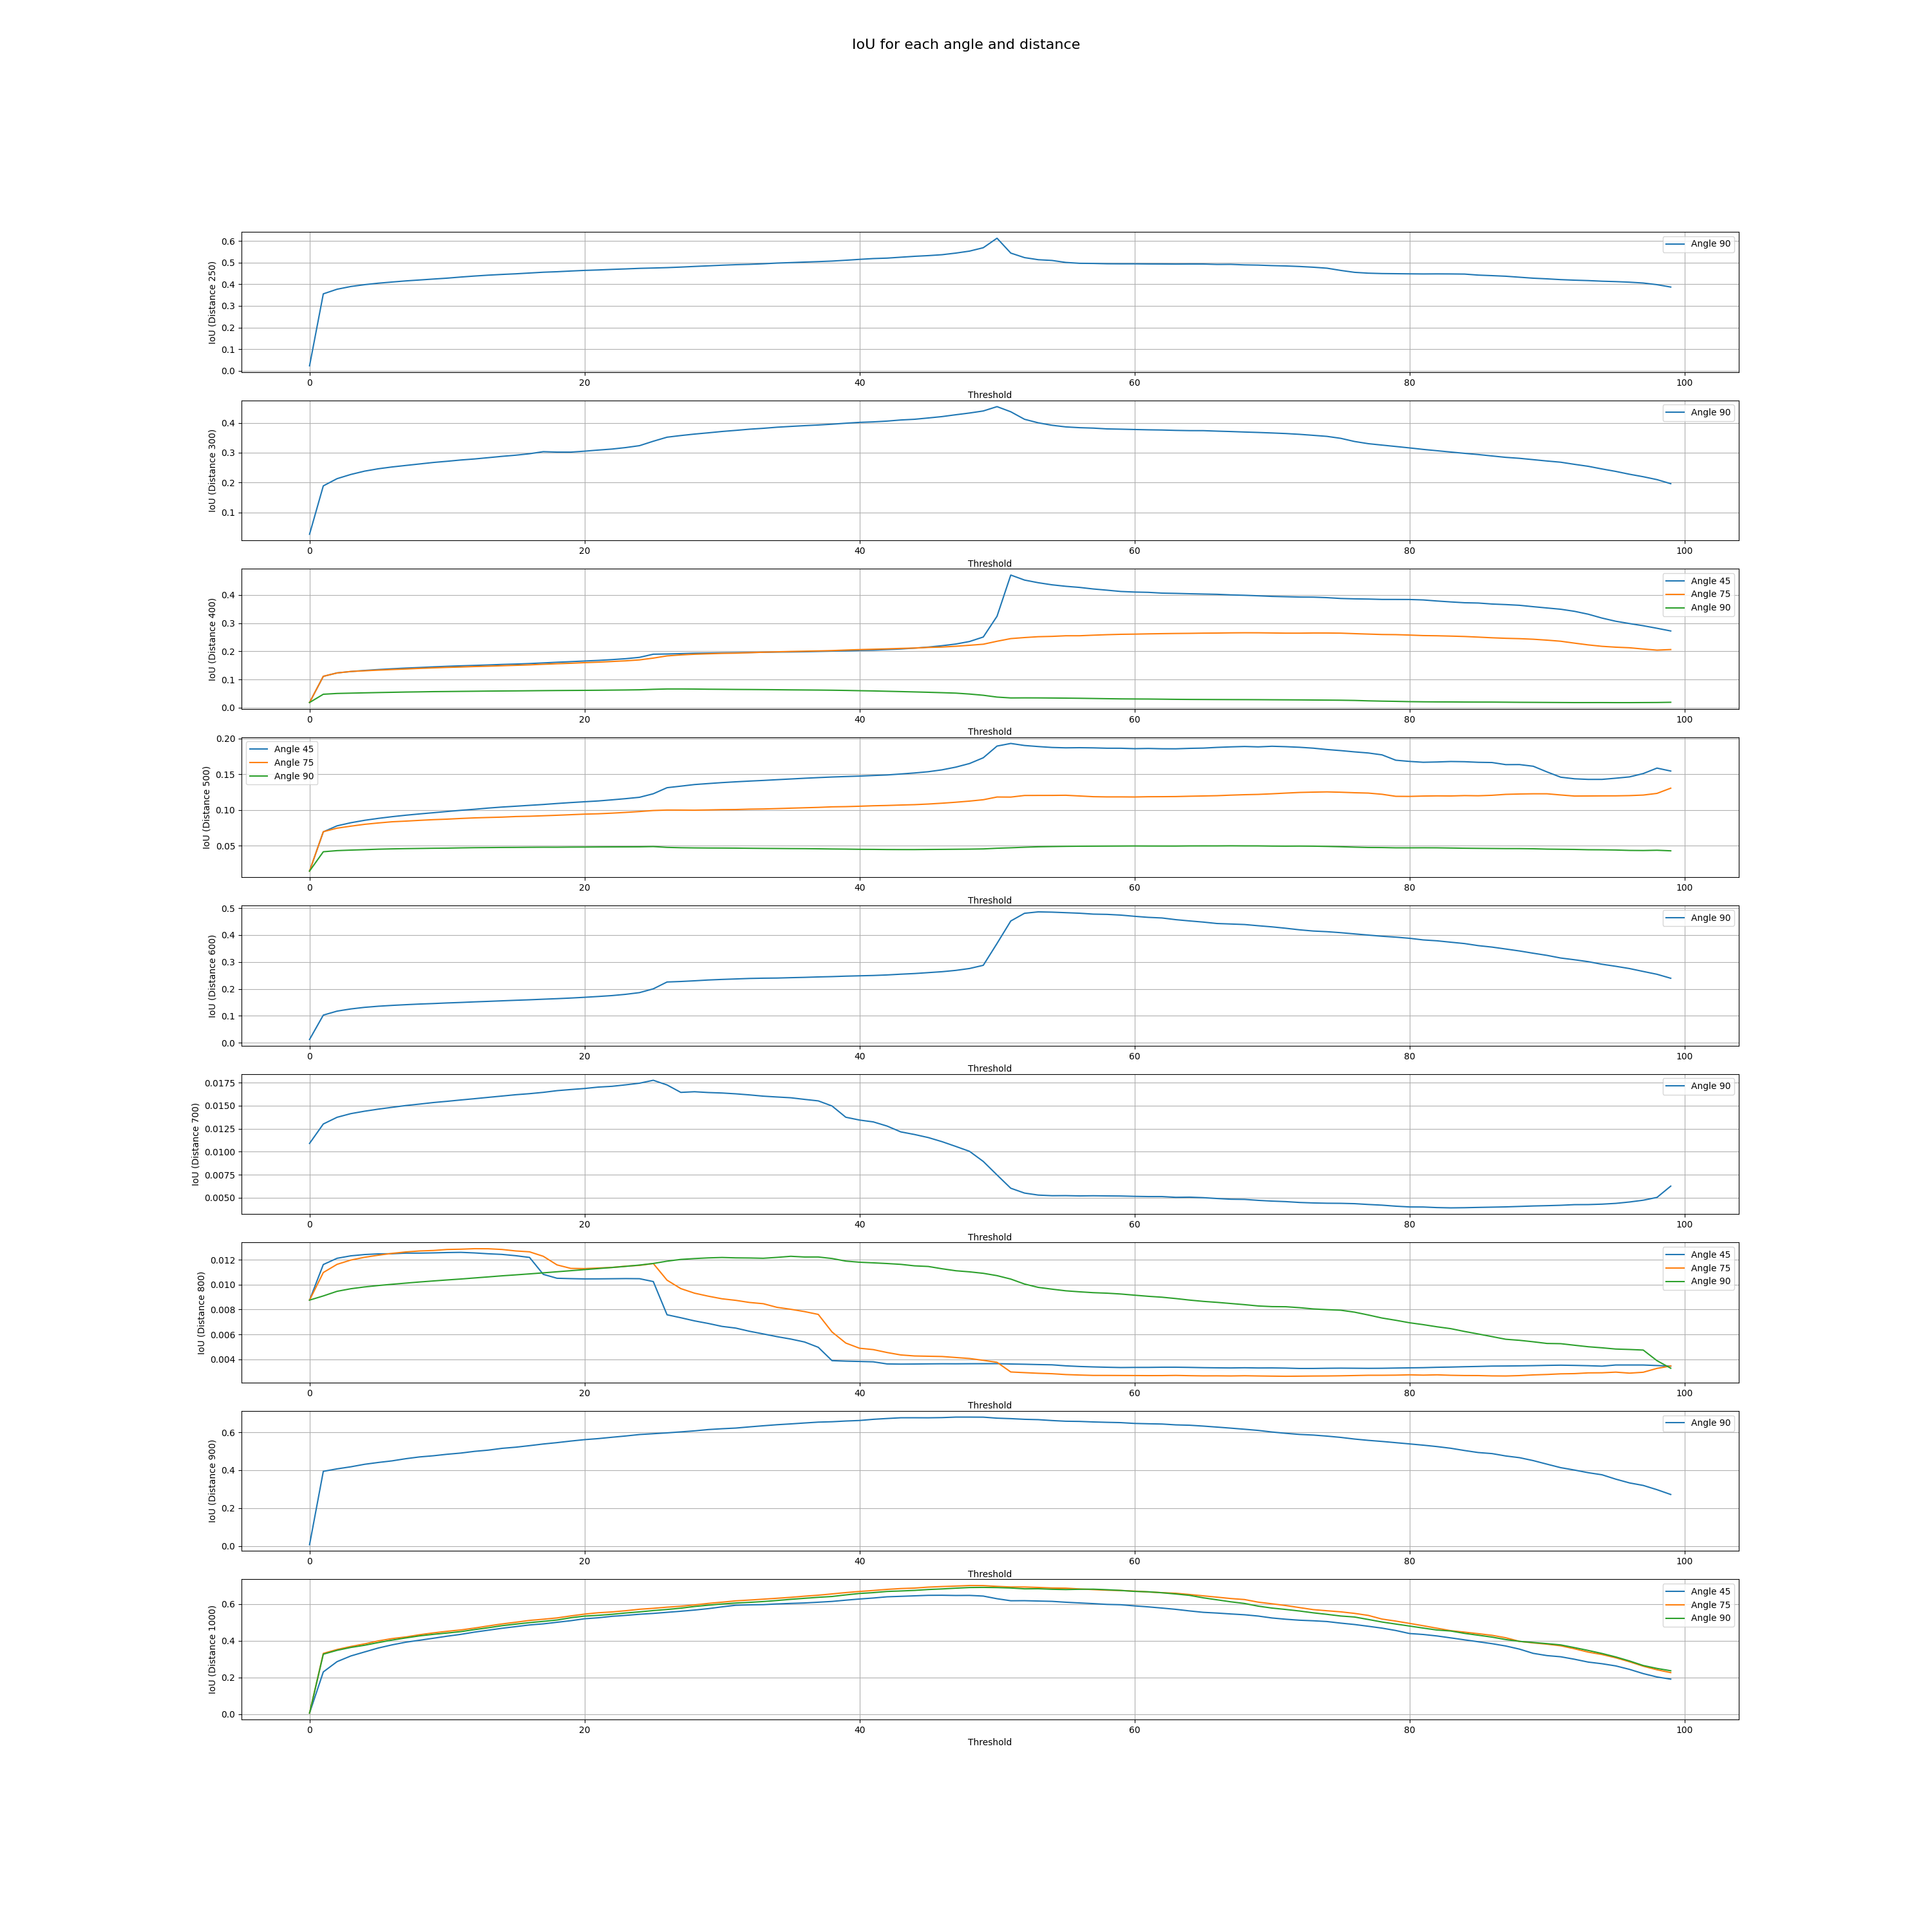 IoU for each angle and distance
IoU (Distance 250)
0.6
0.5
0.4
0.3
0.2
0.1
0.0
Angle 90
0 20 40 60 80 100
Threshold
IoU (Distance 300)
0.4
0.3
0.2
0.1
Angle 90
0 20 40 60 80 100
Threshold
IoU (Distance 400)
0.4
0.3
0.2
0.1
0.0
Angle 45
Angle 75
Angle 90
0 20 40 60 80 100
Threshold
IoU (Distance 500)
0.20
0.15
0.10
0.05
Angle 45
Angle 75
Angle 90
0 20 40 60 80 100
Threshold
IoU (Distance 600)
0.5
0.4
0.3
0.2
0.1
0.0
Angle 90
0 20 40 60 80 100
Threshold
IoU (Distance 700)
0.0175
0.0150
0.0125
0.0100
0.0075
0.0050
Angle 90
0 20 40 60 80 100
Threshold
IoU (Distance 800)
0.012
0.010
0.008
0.006
0.004
Angle 45
Angle 75
Angle 90
0 20 40 60 80 100
Threshold
IoU (Distance 900)
0.6
0.4
0.2
0.0
Angle 90
0 20 40 60 80 100
Threshold
IoU (Distance 1000)
0.6
0.4
0.2
0.0
Angle 45
Angle 75
Angle 90
0 20 40 60 80 100
Threshold